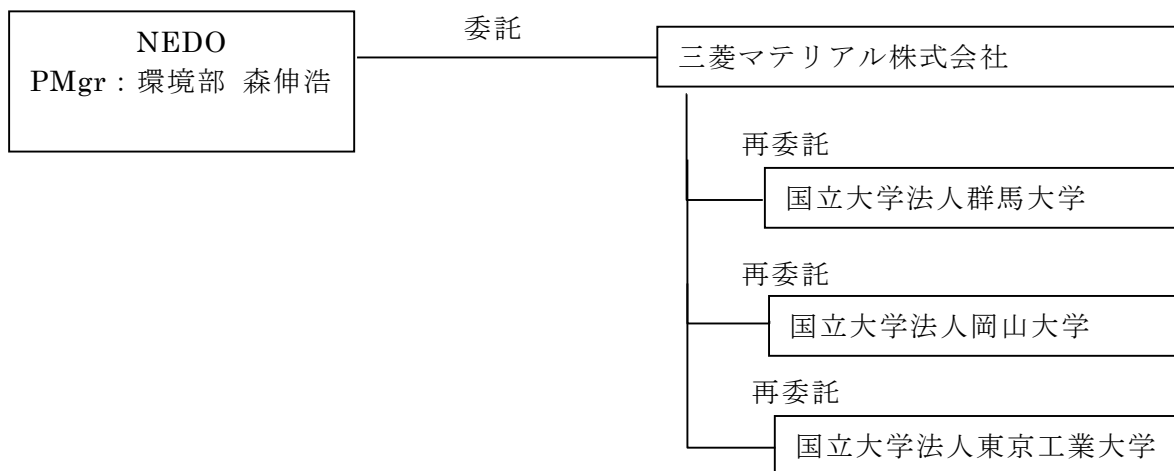 NEDO
PMgr:環境部 森伸浩
委託
三菱マテリアル株式会社
再委託
国立大学法人群馬大学
再委託
国立大学法人岡山大学
再委託
国立大学法人東京工業大学